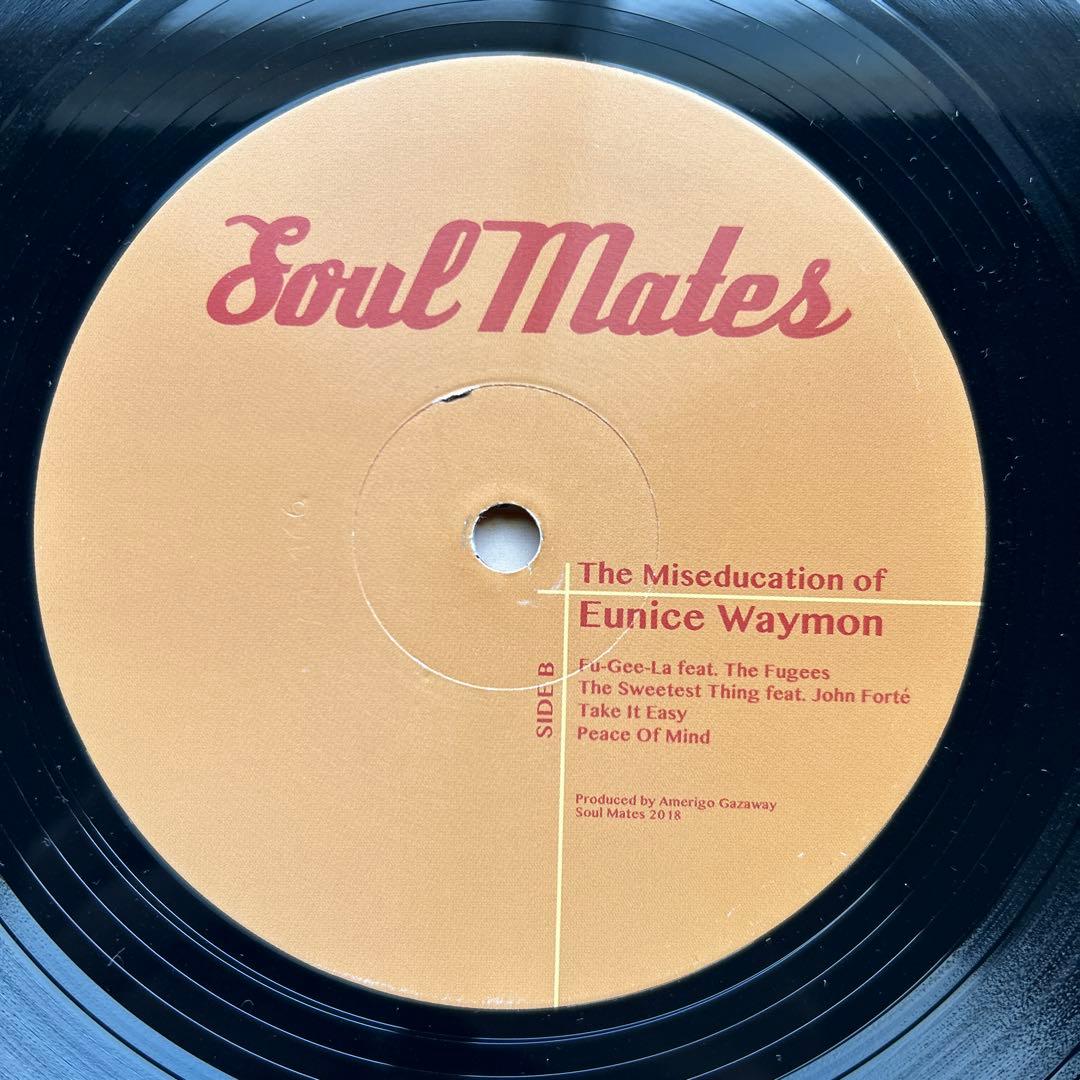 Soul Mates
The Miseducation of
Eunice Waymon
SIDE B
Fu-Gee-La feat. The Fugees
The Sweetest Thing feat. John Forté
Take It Easy
Peace Of Mind
Produced by Amerigo Gazaway
Soul Mates 2018